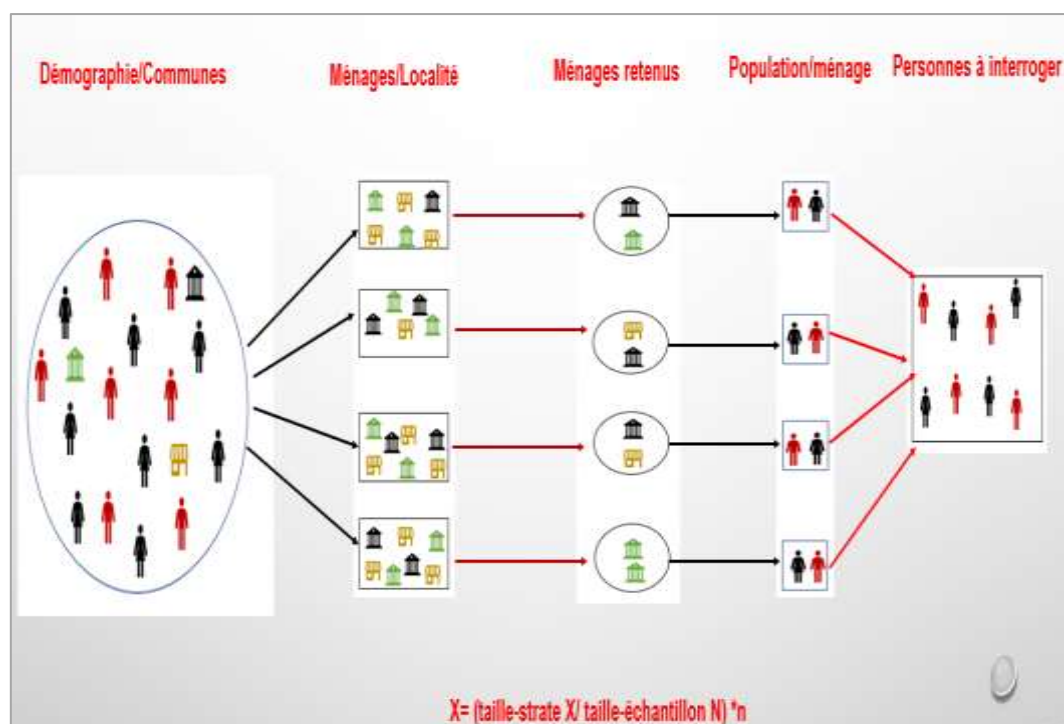 Démographie/Communes
Ménages/Localité
Ménages retenus
Population/ménage
Personnes à interroger
X= (taille-strate X/ taille-échantillon N) *n